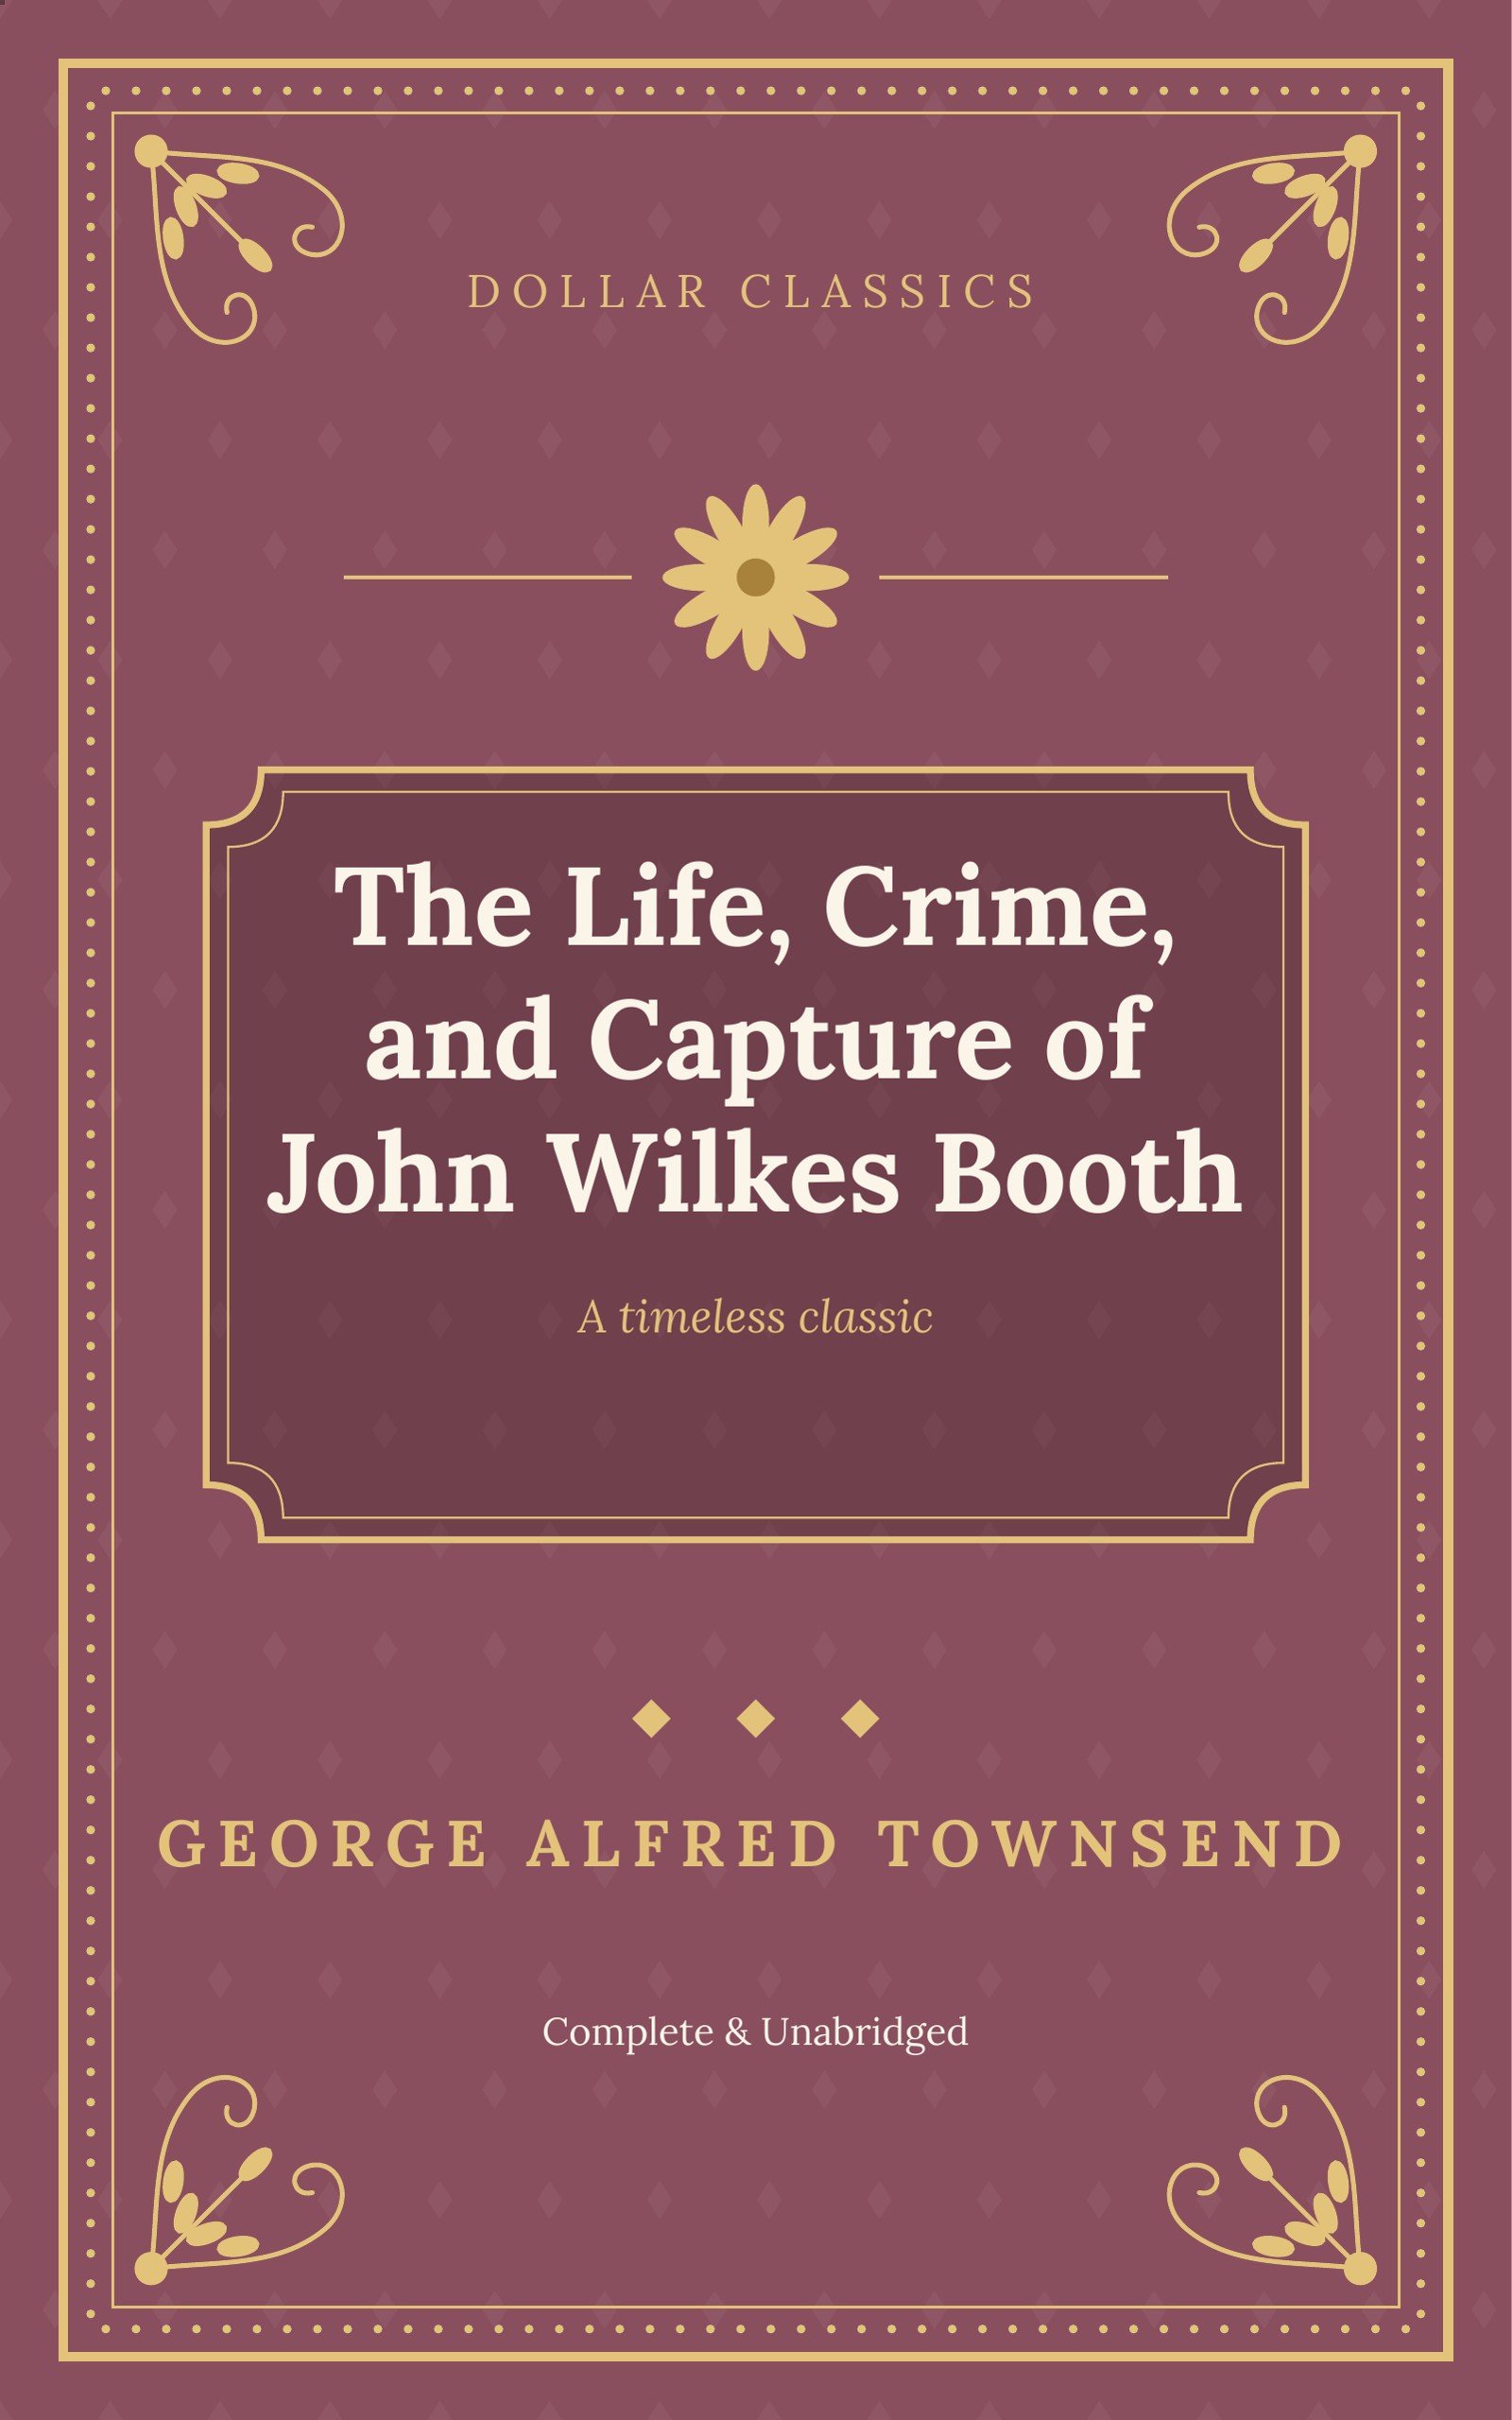 DOLLAR CLASSICS
The Life, Crime,
and Capture of
John Wilkes Booth
A timeless classic
GEORGE ALFRED TOWNSEND
Complete & Unabridged